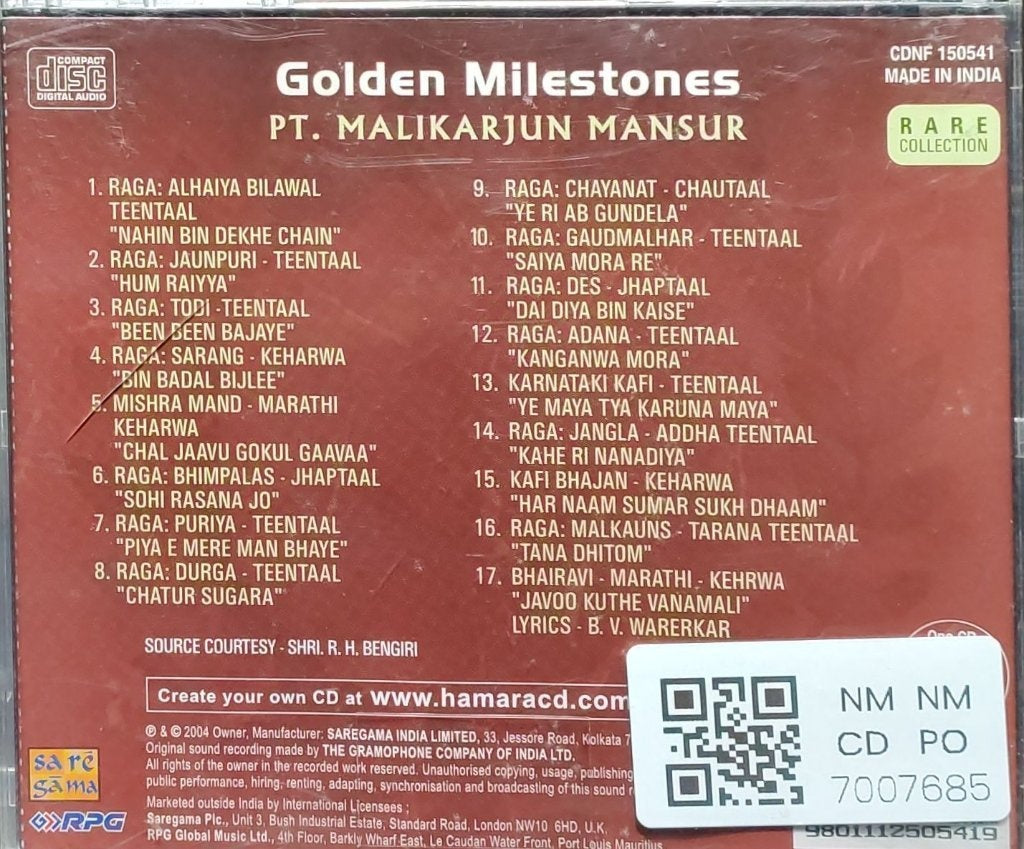 COMPACT
disc
DIGITAL AUDIO
Golden Milestones
PT. MALIKARJUN MANSUR
CDNF 150541
MADE IN INDIA
RARE
COLLECTION
1. RAGA: ALHAIYA BILAWAL
TEENTAAL
"NAHIN BIN DEKHE CHAIN"
2. RAGA: JAUNPURI - TEENTAAL
"HUM RAIYYA"
3. RAGA: TODI -TEENTAAL
"BEEN BEEN BAJAYE"
4. RAGA: SARANG - KEHARWA
"BIN BADAL BIJLEE"
5. MISHRA MAND - MARATHI
KEHARWA
"CHAL JAAVU GOKUL GAAVAA"
6. RAGA: BHIMPALAS - JHAPTAAL
"SOHI RASANA JO"
7. RAGA: PURIYA - TEENTAAL
"PIYA E MERE MAN BHAYE"
8. RAGA: DURGA - TEENTAAL
"CHATUR SUGARA"
9. RAGA: CHAYANAT - CHAUTAAL
"YE RI AB GUNDELA"
10. RAGA: GAUDMALHAR - TEENTAAL
"SAIYA MORA RE"
11. RAGA: DES - JHAPTAAL
"DAI DIYA BIN KAISE"
12. RAGA: ADANA - TEENTAAL
"KANGANWA MORA"
13. KARNATAKI KAFI - TEENTAAL
"YE MAYA TYA KARUNA MAYA"
14. RAGA: JANGLA - ADDHA TEENTAAL
"KAHE RI NANADIYA"
15. KAFI BHAJAN - KEHARWA
"HAR NAAM SUMAR SUKH DHAAM"
16. RAGA: MALKAUNS - TARANA TEENTAAL
"TANA DHITOM"
17. BHAIRAVI - MARATHI - KEHRWA
"JAVOO KUTHE VANAMALI"
LYRICS - B. V. WARERKAR
SOURCE COURTESY - SHRI. R. H. BENGIRI
Create your own CD at www.hamaracd.com
℗ & © 2004 Owner, Manufacturer: SAREGAMA INDIA LIMITED, 33, Jessore Road, Kolkata 7
Original sound recording made by THE GRAMOPHONE COMPANY OF INDIA LTD.
All rights of the owner in the recorded work reserved. Unauthorised copying, usage, publishing
public performance, hiring, renting, adapting, synchronisation and broadcasting of this sound
Marketed outside India by International Licensees ;
Saregama Plc., Unit 3, Bush Industrial Estate, Standard Road, London NW10 6HD, U.K.
RPG Global Music Ltd., 4th Floor, Barkly Wharf East, Le Caudan Water Front, Port Louis Mauritius
sa rē
gāma
RPG
NM NM
CD PO
7007685
9801112505419